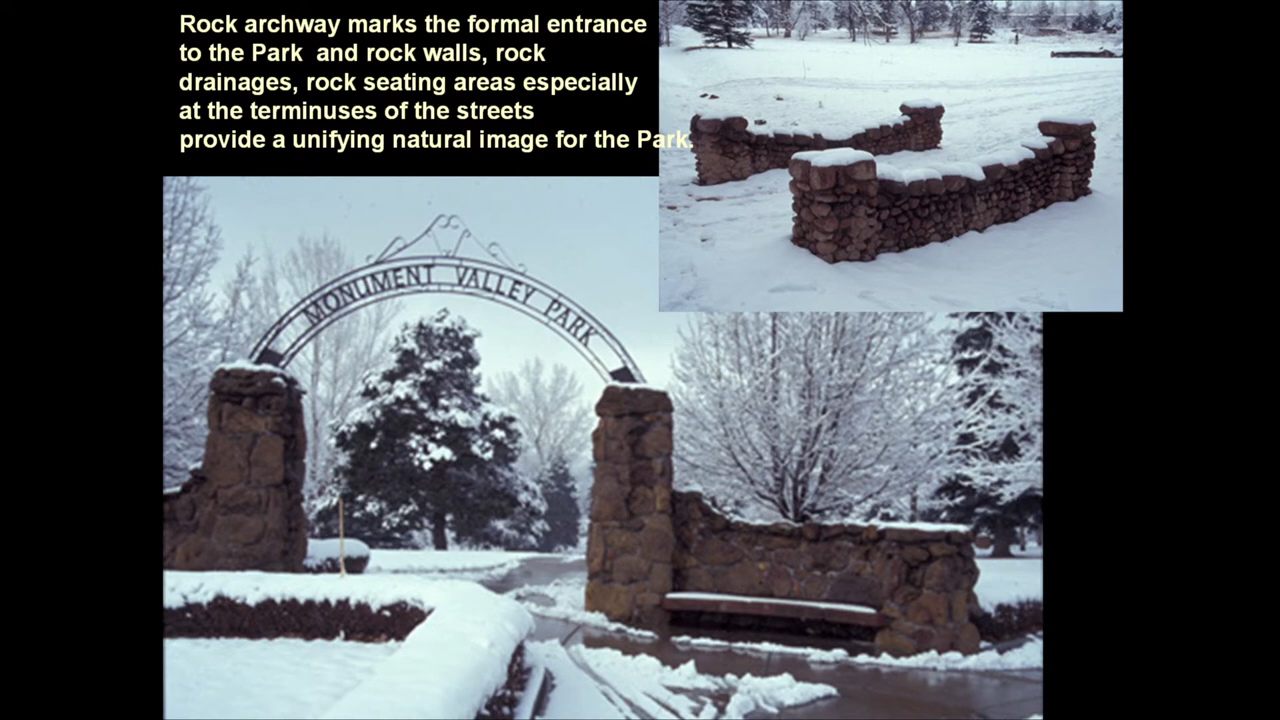 Rock archway marks the formal entrance
to the Park  and rock walls, rock
drainages, rock seating areas especially
at the terminuses of the streets
provide a unifying natural image for the Park.
MONUMENT VALLEY PARK